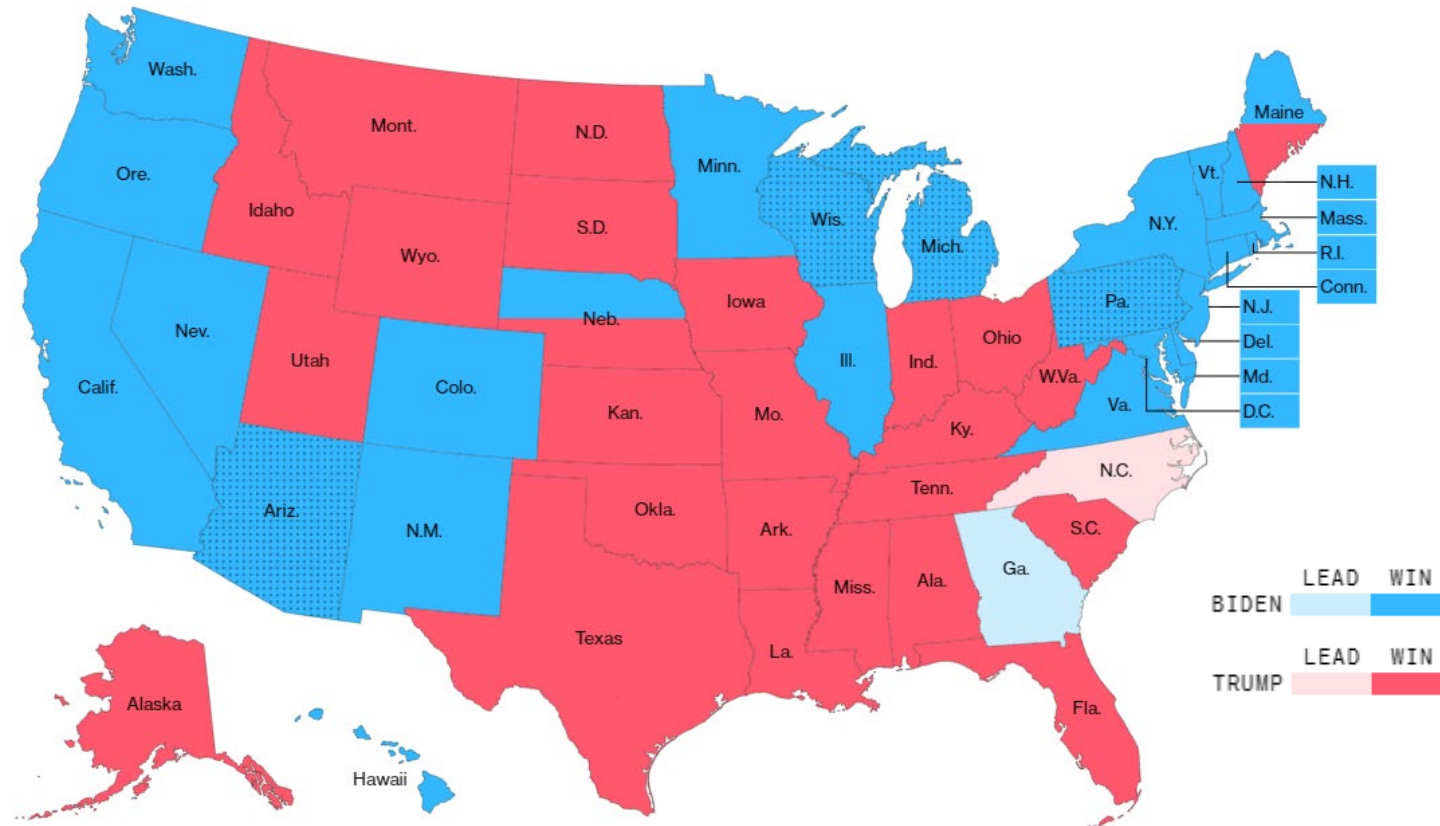 Wash.
Maine
Mont.
N.D.
Minn.
Ore.
Vt.
N.H.
Idaho
Wis.
Mass.
N.Y.
S.D.
Mich.
R.I.
Wyo.
Conn.
Iowa
Pa.
N.J.
Neb.
Nev.
Ohio
Del.
Utah
Ill.
Ind.
W.Va.
Md.
Calif.
Colo.
Va.
D.C.
Kan.
Mo.
Ky.
N.C.
Tenn.
Ariz.
Okla.
N.M.
Ark.
S.C.
Ga.
LEAD WIN
Miss.
Ala.
BIDEN
Texas
La.
LEAD WIN
TRUMP
Alaska
Fla.
Hawaii